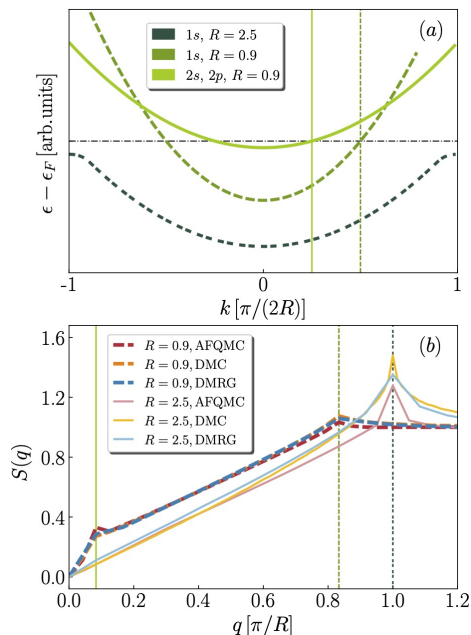 (a)
1s, R = 2.5
1s, R = 0.9
2s, 2p, R = 0.9
ϵ − ϵ_F [arb.units]
-1 0 1
k [π/(2R)]
(b)
R = 0.9, AFQMC
R = 0.9, DMC
R = 0.9, DMRG
R = 2.5, AFQMC
R = 2.5, DMC
R = 2.5, DMRG
S(q)
1.6
1.2
0.8
0.4
0.0
0.0 0.2 0.4 0.6 0.8 1.0 1.2
q [π/R]